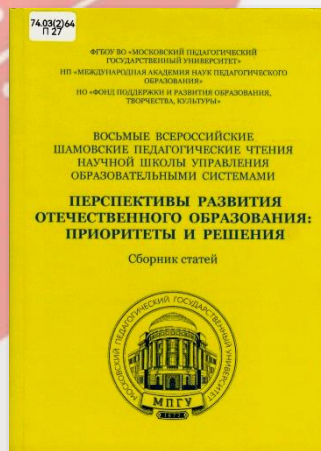 74.03(2)64
П 27
ФГБОУ ВО «МОСКОВСКИЙ ПЕДАГОГИЧЕСКИЙ
ГОСУДАРСТВЕННЫЙ УНИВЕРСИТЕТ»
НП «МЕЖДУНАРОДНАЯ АКАДЕМИЯ НАУК ПЕДАГОГИЧЕСКОГО
ОБРАЗОВАНИЯ»
НО «ФОНД ПОДДЕРЖКИ И РАЗВИТИЯ ОБРАЗОВАНИЯ,
ТВОРЧЕСТВА, КУЛЬТУРЫ»
ВОСЬМЫЕ ВСЕРОССИЙСКИЕ
ШАМОВСКИЕ ПЕДАГОГИЧЕСКИЕ ЧТЕНИЯ
НАУЧНОЙ ШКОЛЫ УПРАВЛЕНИЯ
ОБРАЗОВАТЕЛЬНЫМИ СИСТЕМАМИ
ПЕРСПЕКТИВЫ РАЗВИТИЯ
ОТЕЧЕСТВЕННОГО ОБРАЗОВАНИЯ:
ПРИОРИТЕТЫ И РЕШЕНИЯ
Сборник статей
МОСКОВСКИЙ ПЕДАГОГИЧЕСКИЙ ГОСУДАРСТВЕННЫЙ УНИВЕРСИТЕТ
МПГУ
1872